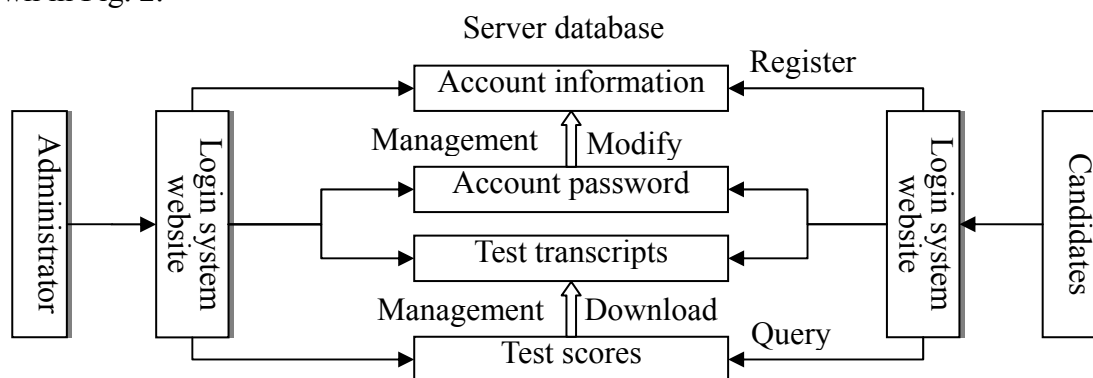 Server database
Account information
Register
Management
Modify
Account password
Test transcripts
Management
Download
Test scores
Query
Administrator
Login system
website
Login system
website
Candidates